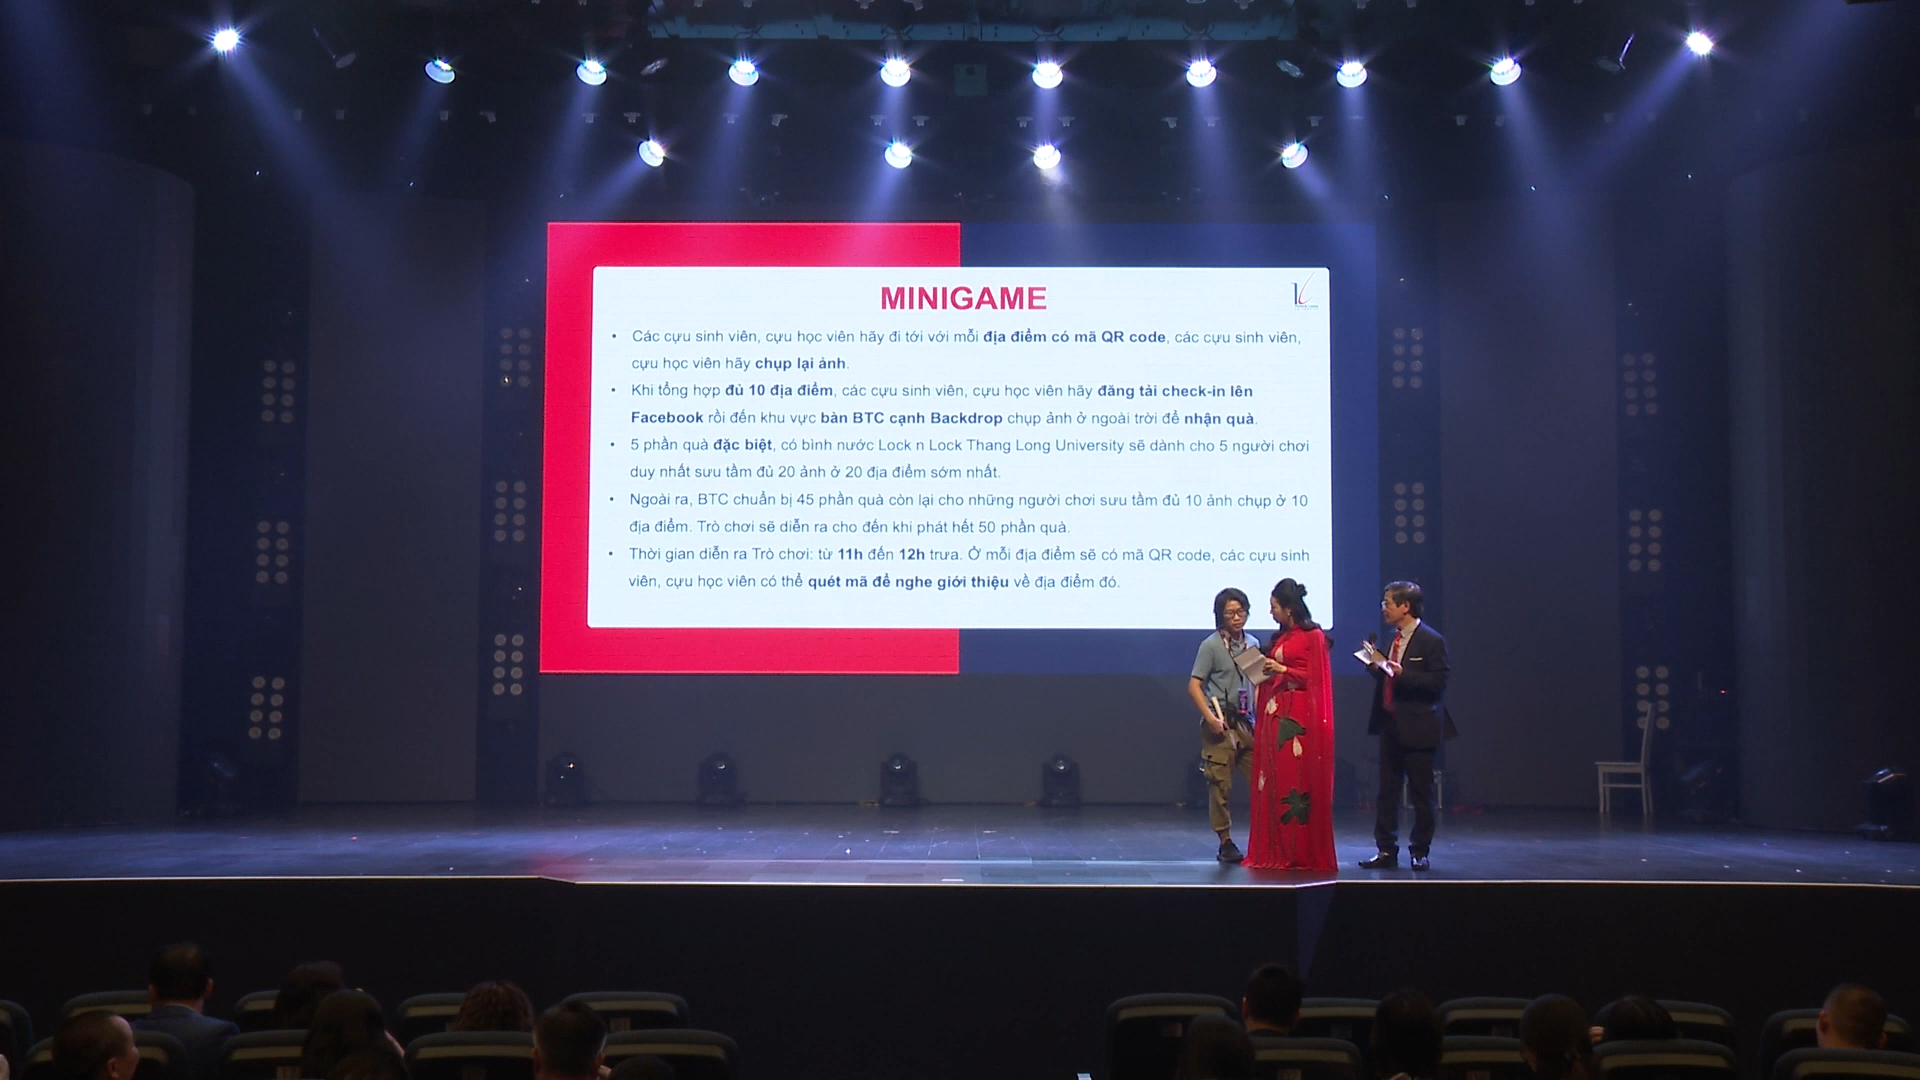 MINIGAME
• Các cựu sinh viên, cựu học viên hãy đi tới với mỗi địa điểm có mã QR code, các cựu sinh viên,
cựu học viên hãy chụp lại ảnh.
• Khi tổng hợp đủ 10 địa điểm, các cựu sinh viên, cựu học viên hãy đăng tải check-in lên
Facebook rồi đến khu vực bàn BTC cạnh Backdrop chụp ảnh ở ngoài trời để nhận quà.
• 5 phần quà đặc biệt, có bình nước Lock n Lock Thang Long University sẽ dành cho 5 người chơi
duy nhất sưu tầm đủ 20 ảnh ở 20 địa điểm sớm nhất.
• Ngoài ra, BTC chuẩn bị 45 phần quà còn lại cho những người chơi sưu tầm đủ 10 ảnh chụp ở 10
địa điểm. Trò chơi sẽ diễn ra cho đến khi phát hết 50 phần quà.
• Thời gian diễn ra Trò chơi: từ 11h đến 12h trưa. Ở mỗi địa điểm sẽ có mã QR code, các cựu sinh
viên, cựu học viên có thể quét mã để nghe giới thiệu về địa điểm đó.